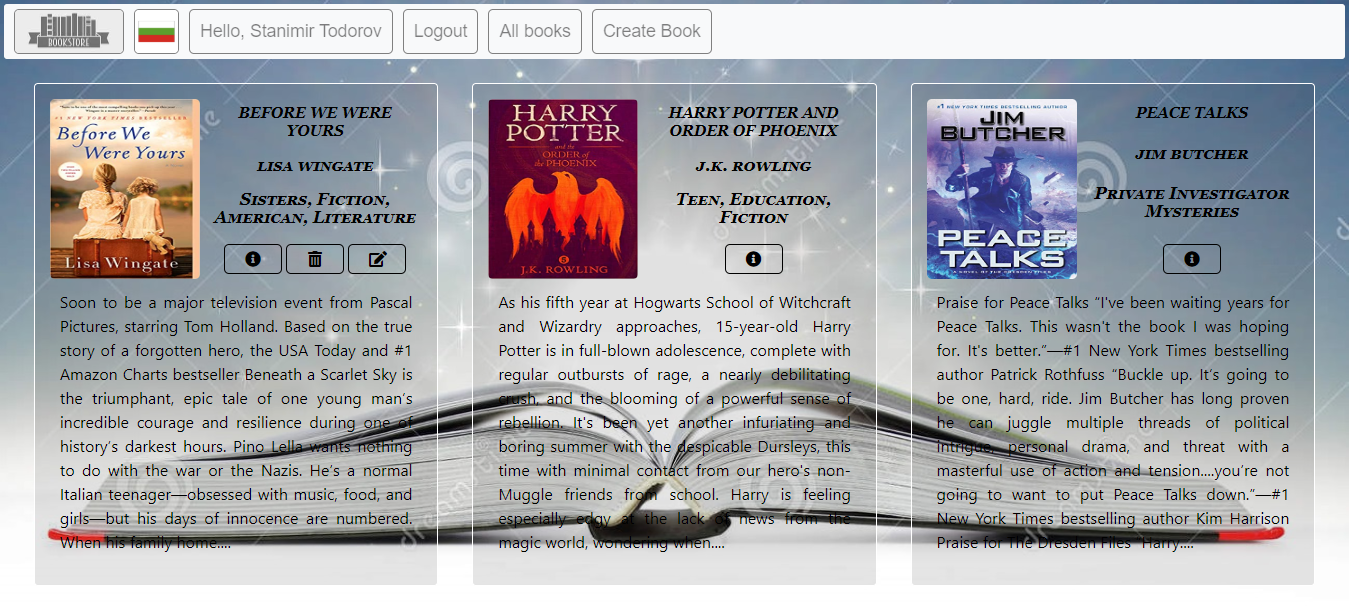 BOOKSTORE
Hello, Stanimir Todorov
Logout
All books
Create Book
#1 NEW YORK TIMES BESTSELLER
Before We
Were Yours
Lisa Wingate
BEFORE WE WERE
YOURS
LISA WINGATE
SISTERS, FICTION,
AMERICAN, LITERATURE
Soon to be a major television event from Pascal
Pictures, starring Tom Holland. Based on the true
story of a forgotten hero, the USA Today and #1
Amazon Charts bestseller Beneath a Scarlet Sky is
the triumphant, epic tale of one young man’s
incredible courage and resilience during one of
history’s darkest hours. Pino Lella wants nothing
to do with the war or the Nazis. He’s a normal
Italian teenager—obsessed with music, food, and
girls—but his days of innocence are numbered.
When his family home....
HARRY
POTTER
and the
ORDER OF
the PHOENIX
J.K. ROWLING
HARRY POTTER AND
ORDER OF PHOENIX
J.K. ROWLING
TEEN, EDUCATION,
FICTION
As his fifth year at Hogwarts School of Witchcraft
and Wizardry approaches, 15-year-old Harry
Potter is in full-blown adolescence, complete with
regular outbursts of rage, a nearly debilitating
crush, and the blooming of a powerful sense of
rebellion. It's been yet another infuriating and
boring summer with the despicable Dursleys, this
time with minimal contact from our hero's non-
Muggle friends from school. Harry is feeling
especially edgy at the lack of news from the
magic world, wondering when....
#1 NEW YORK TIMES BESTSELLING AUTHOR
JIM
BUTCHER
PEACE
TALKS
A NOVEL OF THE DRESDEN FILES
PEACE TALKS
JIM BUTCHER
PRIVATE INVESTIGATOR
MYSTERIES
Praise for Peace Talks “I've been waiting years for
Peace Talks. This wasn't the book I was hoping
for. It's better.”—#1 New York Times bestselling
author Patrick Rothfuss “Buckle up. It’s going to
be one, hard, ride. Jim Butcher has long proven
he can juggle multiple threads of political
intrigue, personal drama, and threat with a
masterful use of action and tension....you’re not
going to want to put Peace Talks down.”—#1
New York Times bestselling author Kim Harrison
Praise for The Dresden Files “Harry....